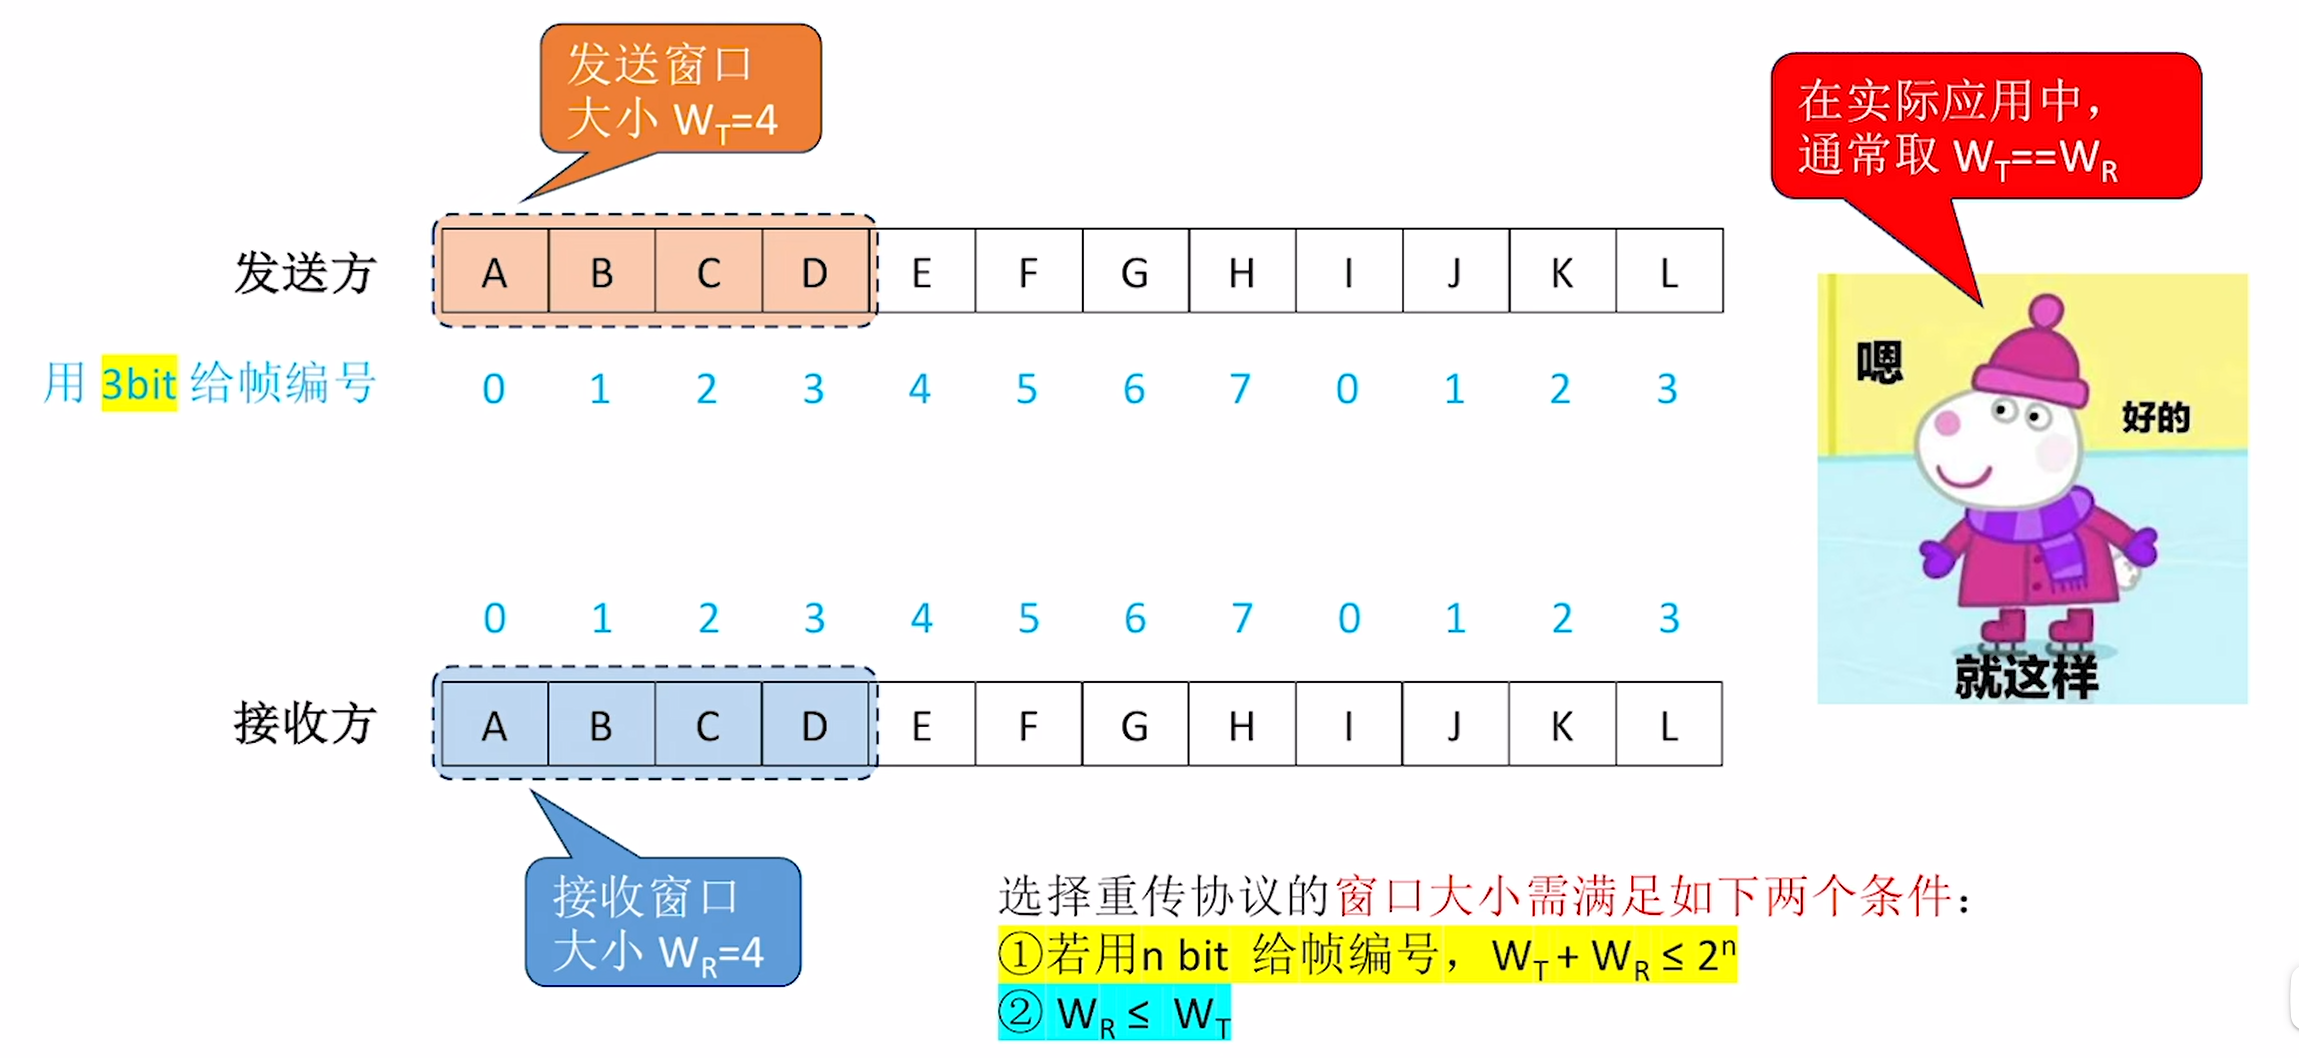 发送窗口
大小 W_T=4
在实际应用中，
通常取 W_T==W_R
发送方 A B C D E F G H I J K L
用 3bit 给帧编号 0 1 2 3 4 5 6 7 0 1 2 3
嗯
好的
就这样
0 1 2 3 4 5 6 7 0 1 2 3
接收方 A B C D E F G H I J K L
接收窗口
大小 W_R=4
选择重传协议的窗口大小需满足如下两个条件：
①若用n bit 给帧编号，W_T + W_R ≤ 2ⁿ
② W_R ≤ W_T